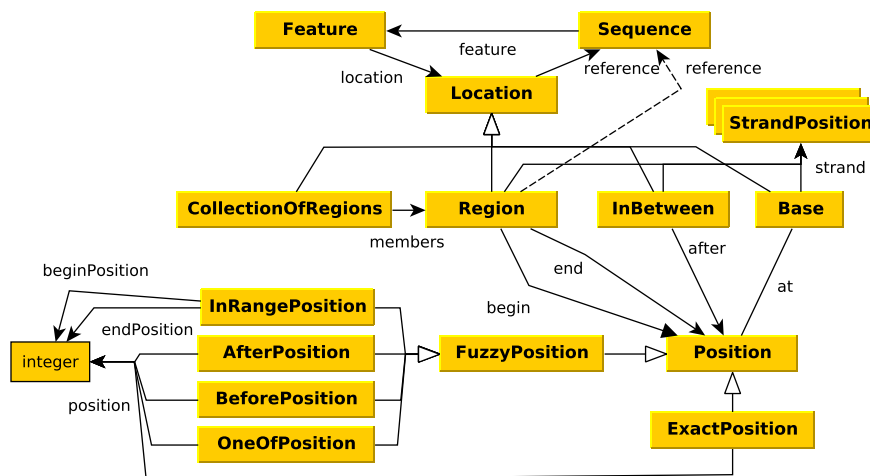 Feature
Sequence
feature
location
reference
reference
Location
StrandPosition
strand
CollectionOfRegions
Region
InBetween
Base
members
after
beginPosition
end
at
InRangePosition
begin
endPosition
integer
AfterPosition
FuzzyPosition
Position
BeforePosition
position
ExactPosition
OneOfPosition